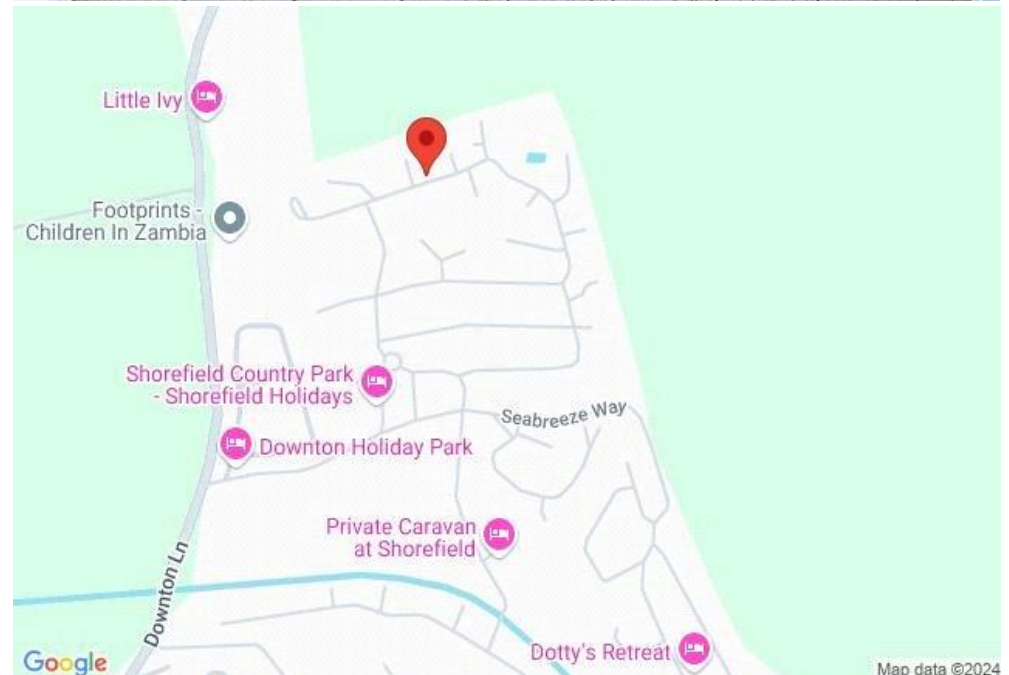 Little Ivy
Footprints -
Children In Zambia
Shorefield Country Park
- Shorefield Holidays
Seabreeze Way
Downton Holiday Park
Private Caravan
at Shorefield
Downton Ln
Dotty's Retreat
Google
Map data ©2024